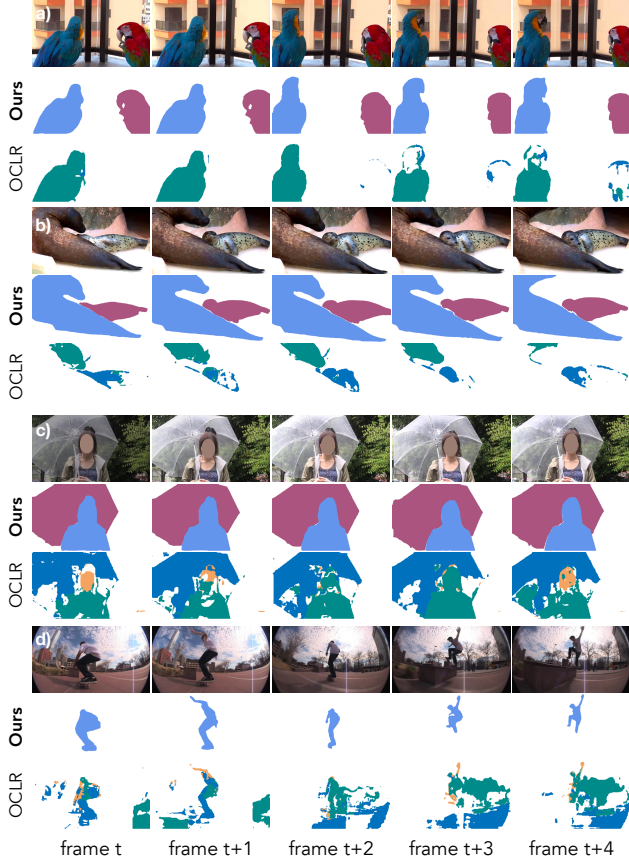 a)
Ours
OCLR
b)
Ours
OCLR
c)
Ours
OCLR
d)
Ours
OCLR
frame t frame t+1 frame t+2 frame t+3 frame t+4